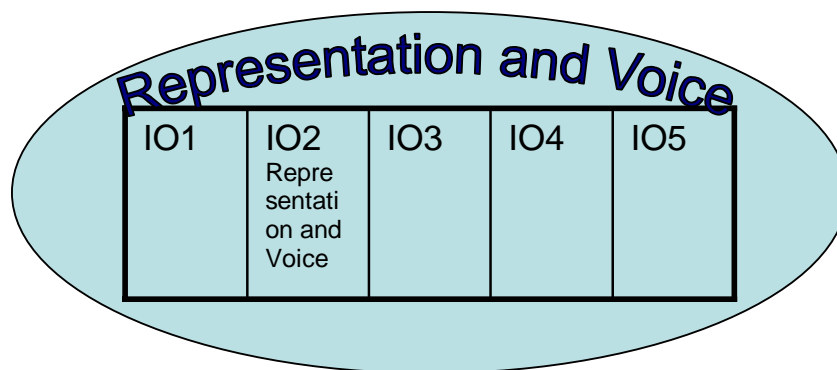 Representation and Voice
IO1
IO2
Repre
sentati
on and
Voice
IO3
IO4
IO5